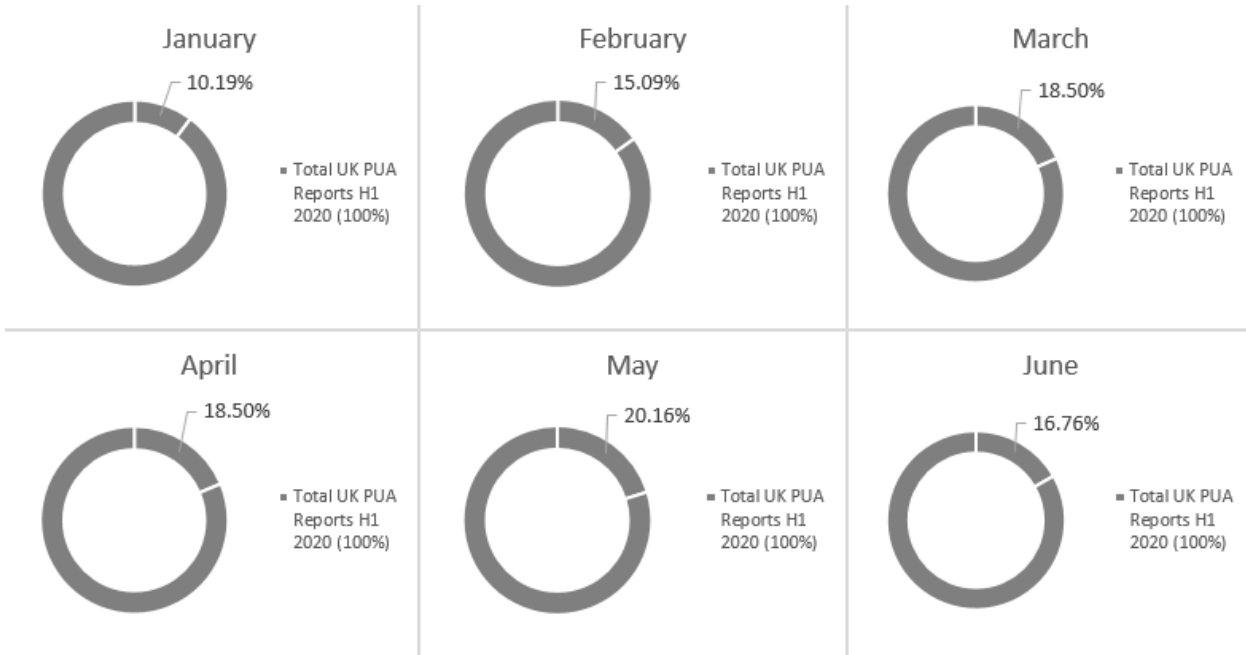 January
10.19%
Total UK PUA
Reports H1
2020 (100%)
February
15.09%
Total UK PUA
Reports H1
2020 (100%)
March
18.50%
Total UK PUA
Reports H1
2020 (100%)
April
18.50%
Total UK PUA
Reports H1
2020 (100%)
May
20.16%
Total UK PUA
Reports H1
2020 (100%)
June
16.76%
Total UK PUA
Reports H1
2020 (100%)